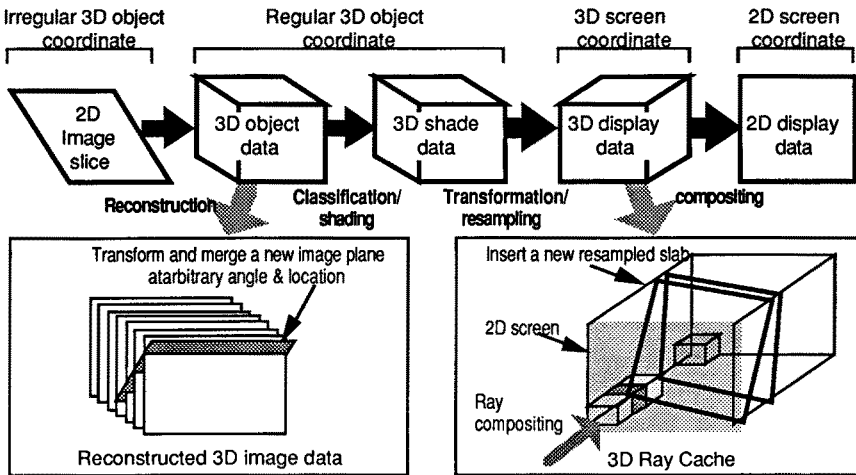 Irregular 3D object
coordinate
Regular 3D object
coordinate
3D screen
coordinate
2D screen
coordinate
2D
Image
slice
3D object
data
3D shade
data
3D display
data
2D display
data
Reconstruction
Classification/
shading
Transformation/
resampling
compositing
Transform and merge a new image plane
atarbitrary angle & location
Reconstructed 3D image data
Insert a new resampled slab
2D screen
Ray
compositing
3D Ray Cache